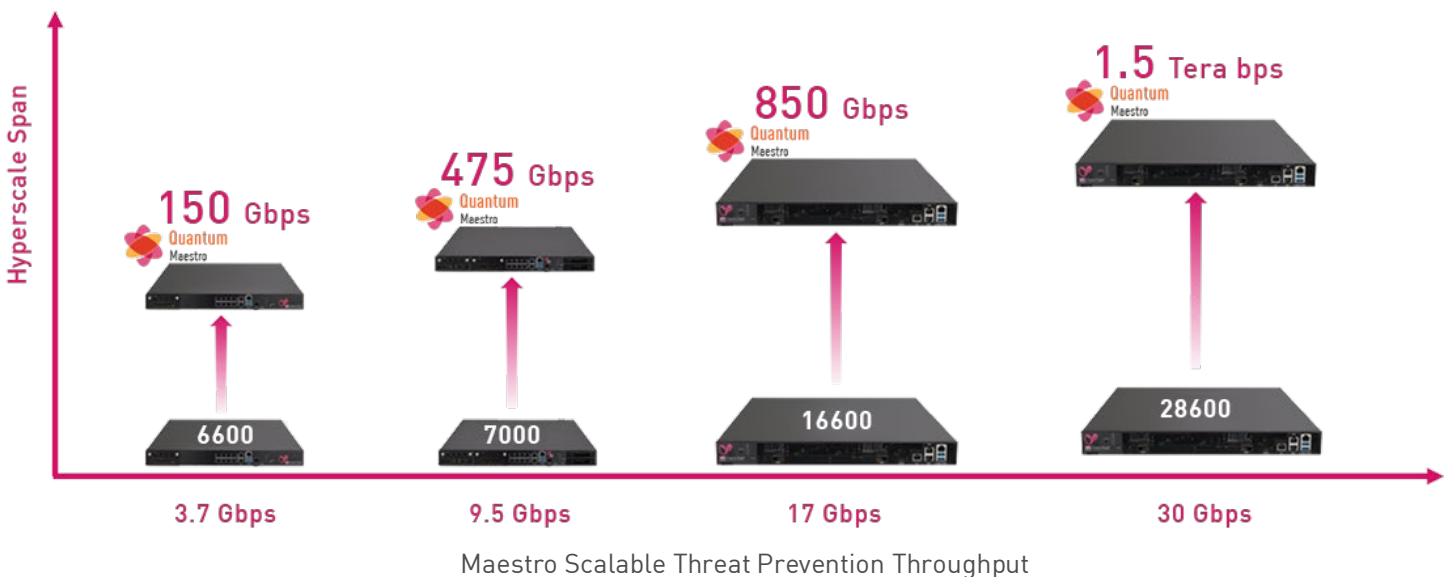 Hyperscale Span
150 Gbps
Quantum
Maestro
475 Gbps
Quantum
Maestro
850 Gbps
Quantum
Maestro
1.5 Tera bps
Quantum
Maestro
6600
7000
16600
28600
3.7 Gbps
9.5 Gbps
17 Gbps
30 Gbps
Maestro Scalable Threat Prevention Throughput